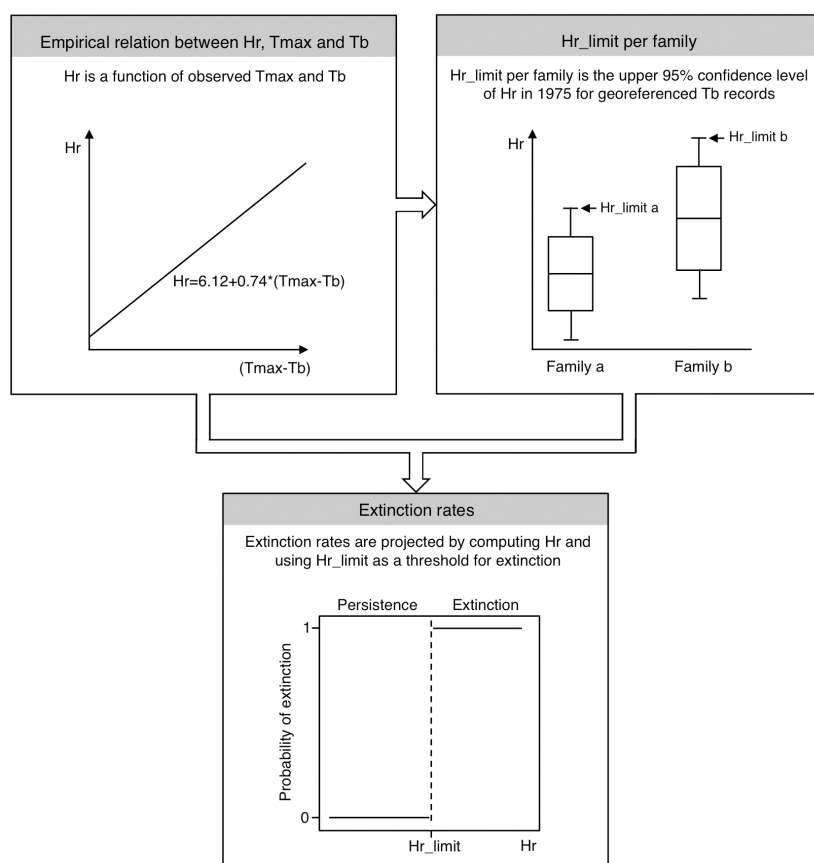 Empirical relation between Hr, Tmax and Tb
Hr is a function of observed Tmax and Tb
Hr
Hr=6.12+0.74*(Tmax-Tb)
(Tmax-Tb)
Hr_limit per family
Hr_limit per family is the upper 95% confidence level
of Hr in 1975 for georeferenced Tb records
Hr
Hr_limit b
Hr_limit a
Family a
Family b
Extinction rates
Extinction rates are projected by computing Hr and
using Hr_limit as a threshold for extinction
Persistence
Extinction
1
Probability of extinction
0
Hr_limit
Hr